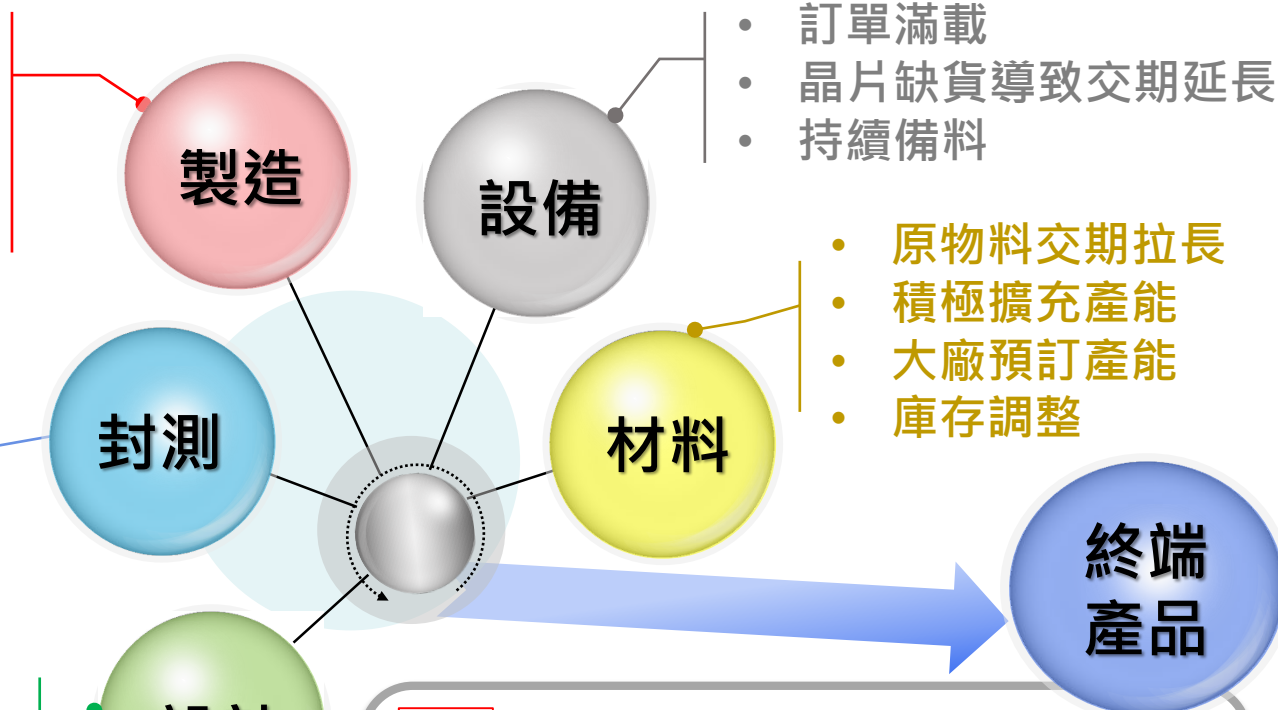 • 訂單滿載
• 晶片缺貨導致交期延長
• 持續備料
製造
設備
• 原物料交期拉長
• 積極擴充產能
• 大廠預訂產能
• 庫存調整
封測
材料
終端
產品